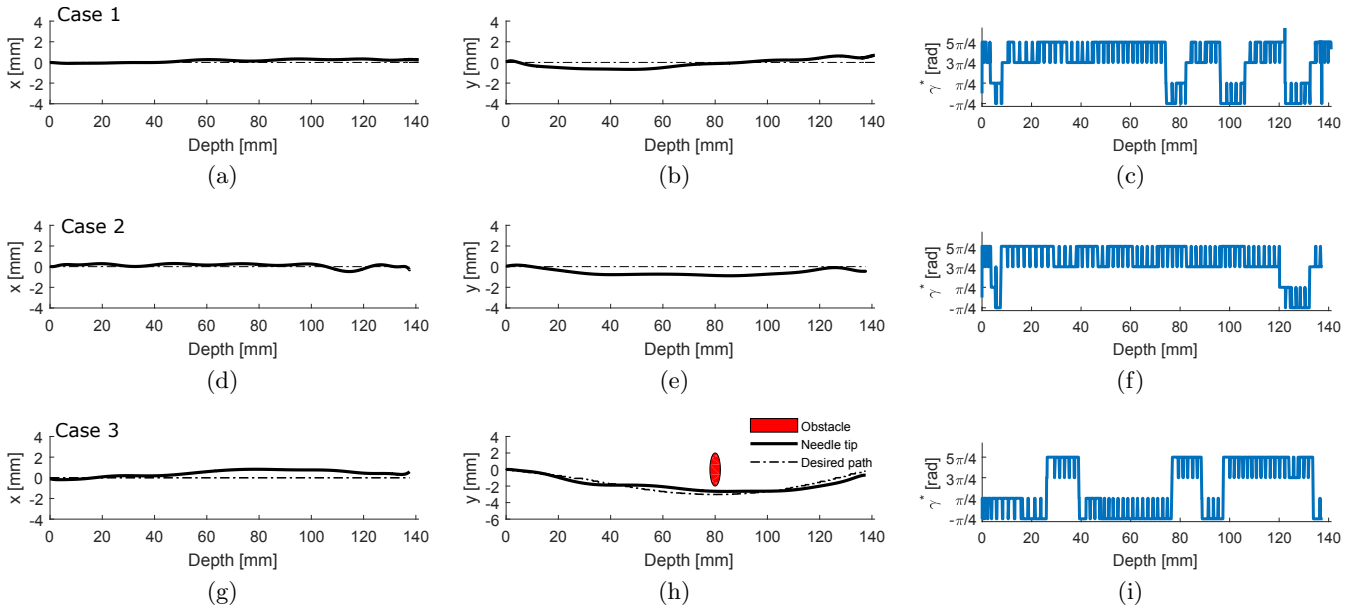 Case 1
4
2
0
-2
-4
x [mm]
0 20 40 60 80 100 120 140
Depth [mm]
(a)
4
2
0
-2
-4
y [mm]
0 20 40 60 80 100 120 140
Depth [mm]
(b)
5π/4
3π/4
π/4
-π/4
γ* [rad]
0 20 40 60 80 100 120 140
Depth [mm]
(c)
Case 2
4
2
0
-2
-4
x [mm]
0 20 40 60 80 100 120 140
Depth [mm]
(d)
4
2
0
-2
-4
y [mm]
0 20 40 60 80 100 120 140
Depth [mm]
(e)
5π/4
3π/4
π/4
-π/4
γ* [rad]
0 20 40 60 80 100 120 140
Depth [mm]
(f)
Case 3
4
2
0
-2
-4
x [mm]
0 20 40 60 80 100 120 140
Depth [mm]
(g)
4
2
0
-2
-4
-6
y [mm]
Obstacle
Needle tip
Desired path
0 20 40 60 80 100 120 140
Depth [mm]
(h)
5π/4
3π/4
π/4
-π/4
γ* [rad]
0 20 40 60 80 100 120 140
Depth [mm]
(i)